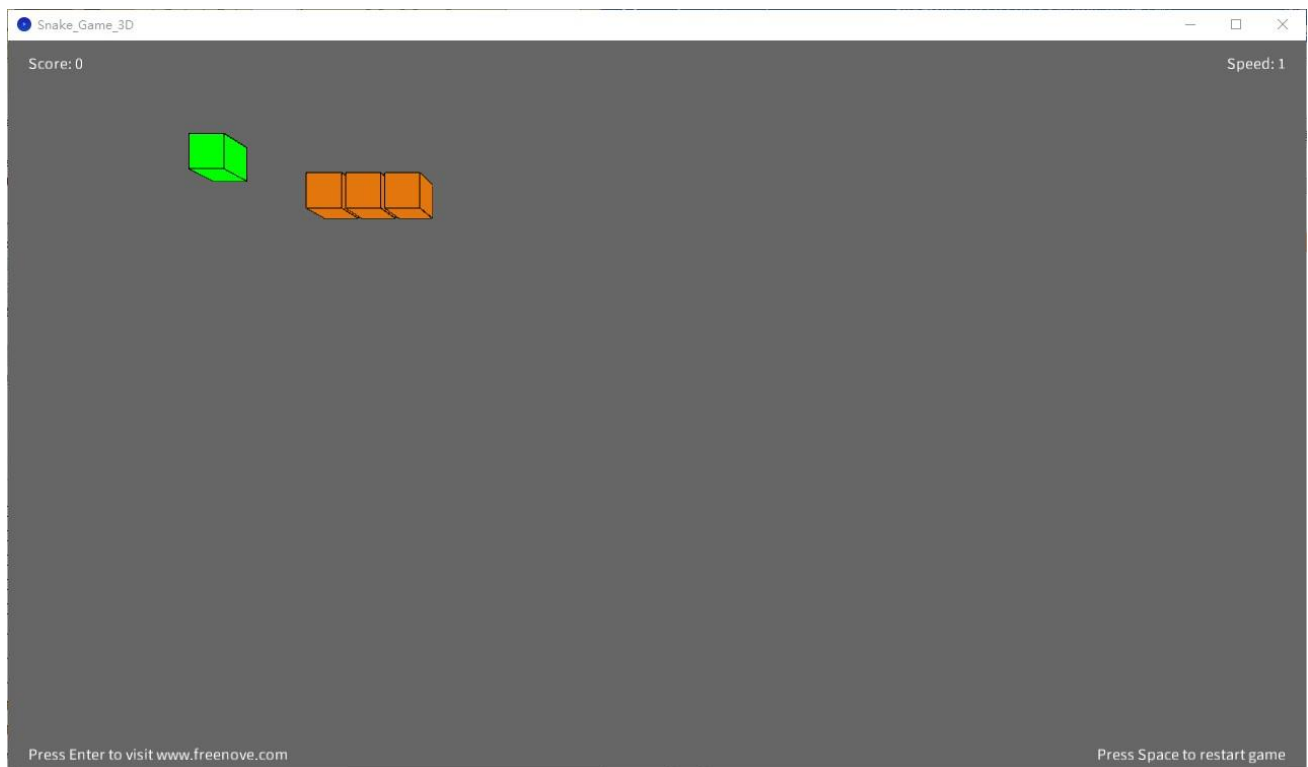 Snake_Game_3D
Score: 0
Speed: 1
Press Enter to visit www.freenove.com
Press Space to restart game